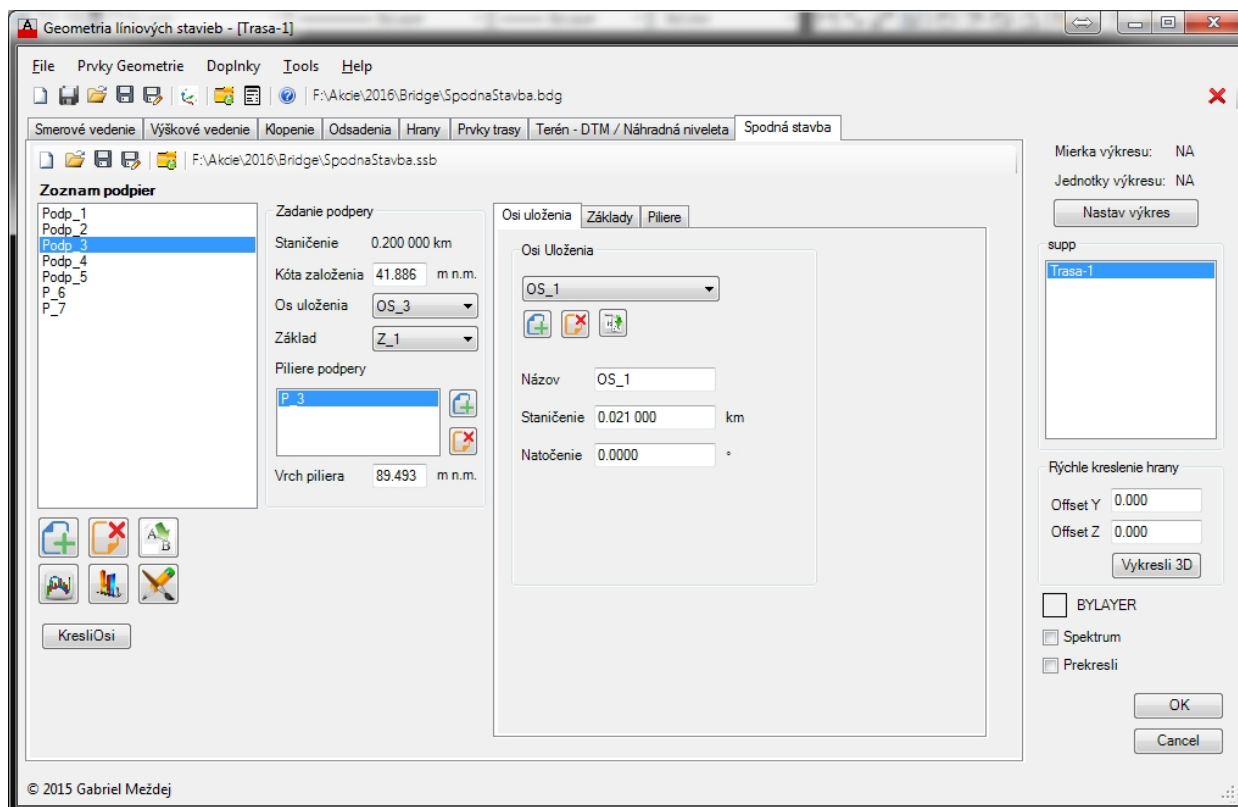 Geometria líniových stavieb - [Trasa-1]
File Prvky Geometrie Doplnky Tools Help
F:\Akcie\2016\Bridge\SpodnaStavba.bdg
Smerové vedenie Výškové vedenie Klopenie Odsadenia Hrany Prvky trasy Terén - DTM / Náhradná niveleta Spodná stavba
F:\Akcie\2016\Bridge\SpodnaStavba.ssb
Zoznam podpier
Podp_1
Podp_2
Podp_3
Podp_4
Podp_5
P_6
P_7
KresliOsi
Zadanie podpery
Staničenie 0.200 000 km
Kóta založenia 41.886 m n.m.
Os uloženia OS_3
Základ Z_1
Piliere podpery
P_3
Vrch piliera 89.493 m n.m.
Osi uloženia Základy Piliere
Osi Uloženia
OS_1
Názov OS_1
Staničenie 0.021 000 km
Natočenie 0.0000 °
Mierka výkresu: NA
Jednotky výkresu: NA
Nastav výkres
supp
Trasa-1
Rýchle kreslenie hrany
Offset Y 0.000
Offset Z 0.000
Vykresli 3D
BYLAYER
Spektrum
Prekresli
OK
Cancel
© 2015 Gabriel Meždej